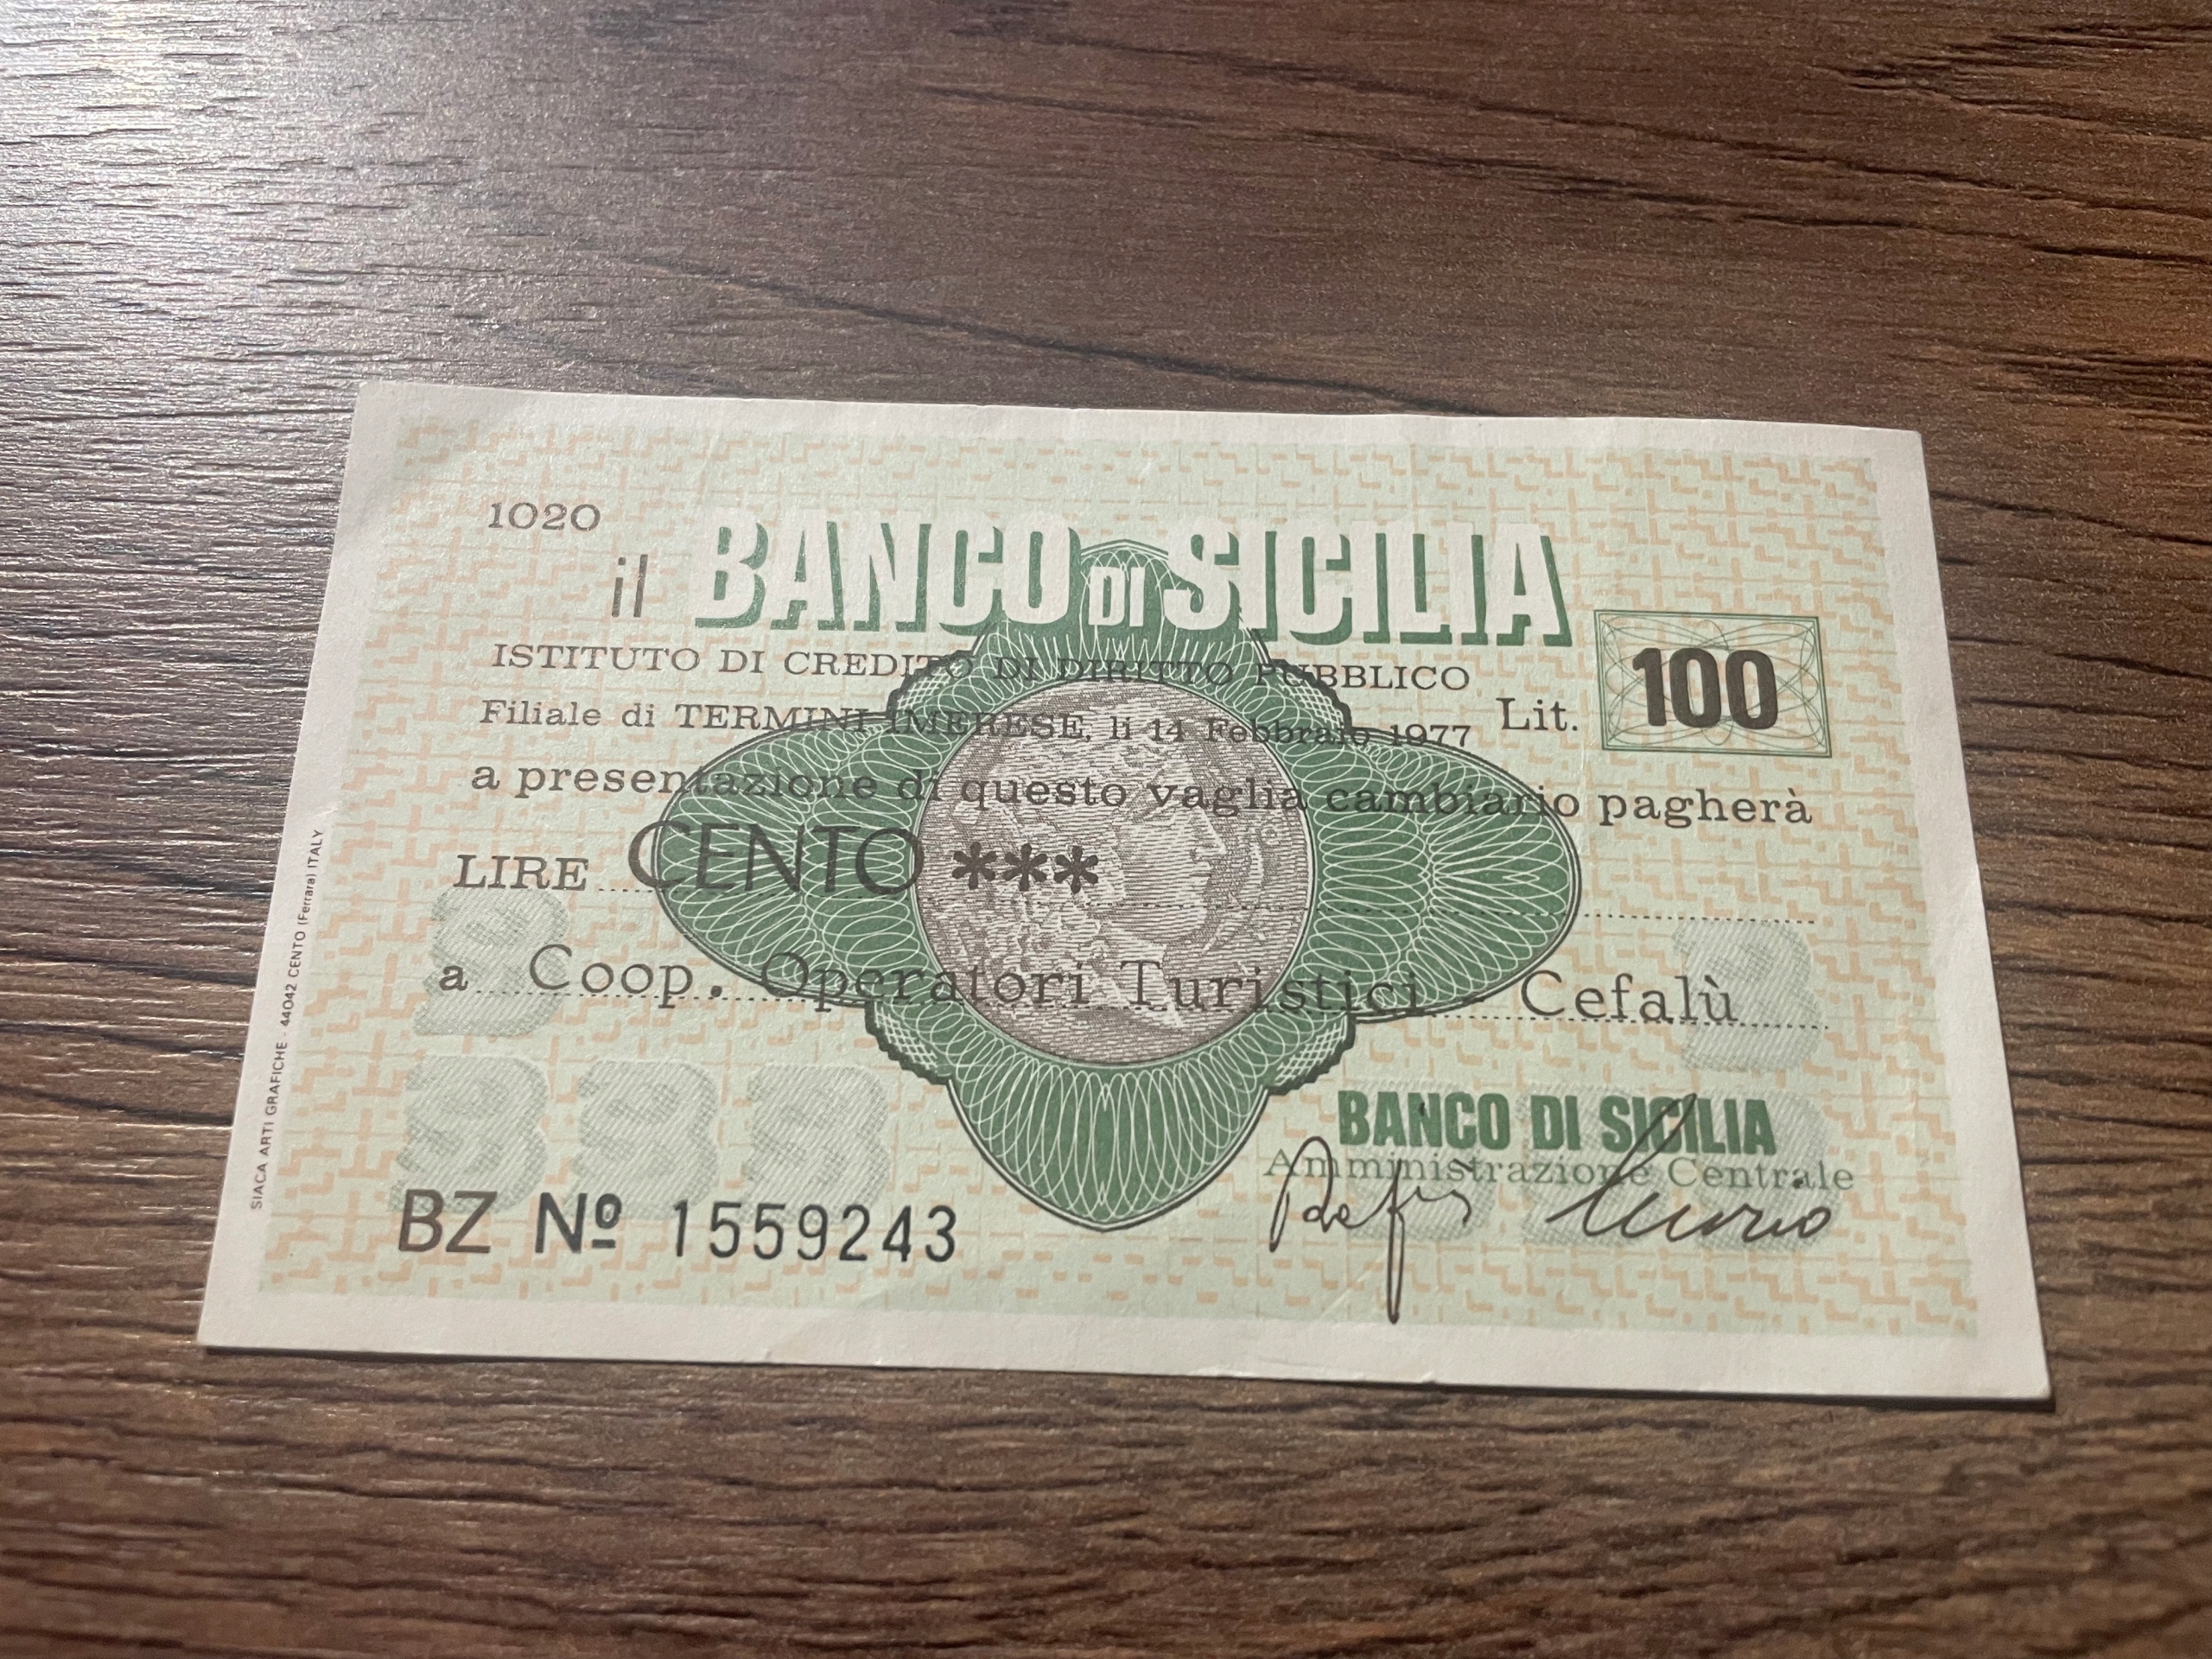 1020
il BANCO DI SICILIA
ISTITUTO DI CREDITO DI DIRITTO PUBBLICO
Filiale di TERMINI IMERESE, li 14 Febbraio 1977 Lit. 100
a presentazione di questo vaglia cambiario pagherà
LIRE CENTO ***
a Coop. Operatori Turistici - Cefalù
BANCO DI SICILIA
Amministrazione Centrale
BZ Nº 1559243
SIACA ARTI GRAFICHE - 44042 CENTO (Ferrara) ITALY